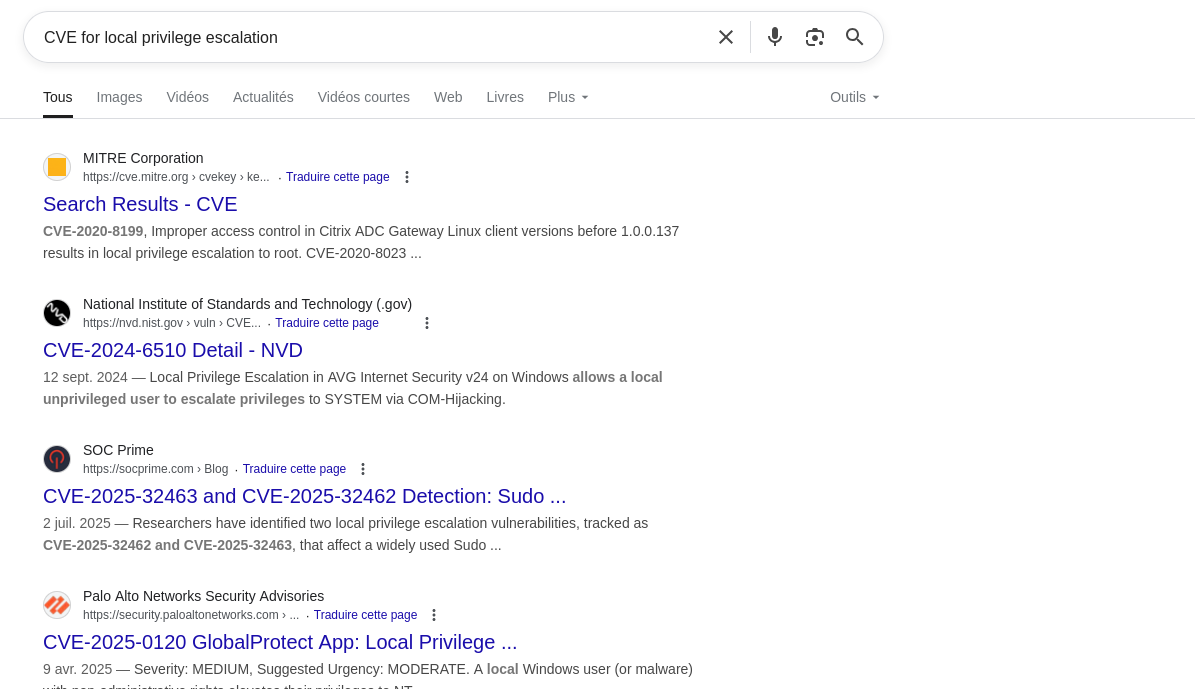 CVE for local privilege escalation
Tous Images Vidéos Actualités Vidéos courtes Web Livres Plus Outils
MITRE Corporation
https://cve.mitre.org › cvekey › ke... · Traduire cette page
Search Results - CVE
CVE-2020-8199, Improper access control in Citrix ADC Gateway Linux client versions before 1.0.0.137
results in local privilege escalation to root. CVE-2020-8023 ...
National Institute of Standards and Technology (.gov)
https://nvd.nist.gov › vuln › CVE... · Traduire cette page
CVE-2024-6510 Detail - NVD
12 sept. 2024 — Local Privilege Escalation in AVG Internet Security v24 on Windows allows a local
unprivileged user to escalate privileges to SYSTEM via COM-Hijacking.
SOC Prime
https://socprime.com › Blog · Traduire cette page
CVE-2025-32463 and CVE-2025-32462 Detection: Sudo ...
2 juil. 2025 — Researchers have identified two local privilege escalation vulnerabilities, tracked as
CVE-2025-32462 and CVE-2025-32463, that affect a widely used Sudo ...
Palo Alto Networks Security Advisories
https://security.paloaltonetworks.com › ... · Traduire cette page
CVE-2025-0120 GlobalProtect App: Local Privilege ...
9 avr. 2025 — Severity: MEDIUM, Suggested Urgency: MODERATE. A local Windows user (or malware)
with non-administrative rights elevates their privileges to NT